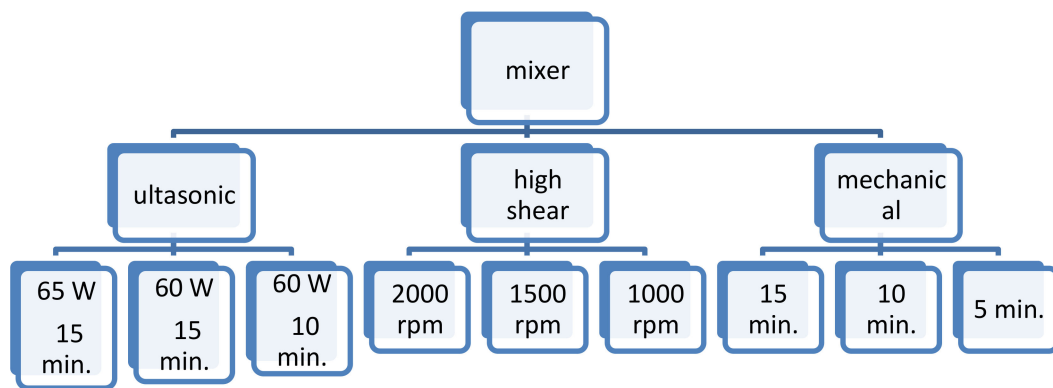 mixer
ultasonic
high
shear
mechanic
al
65 W
15
min.
60 W
15
min.
60 W
10
min.
2000
rpm
1500
rpm
1000
rpm
15
min.
10
min.
5 min.